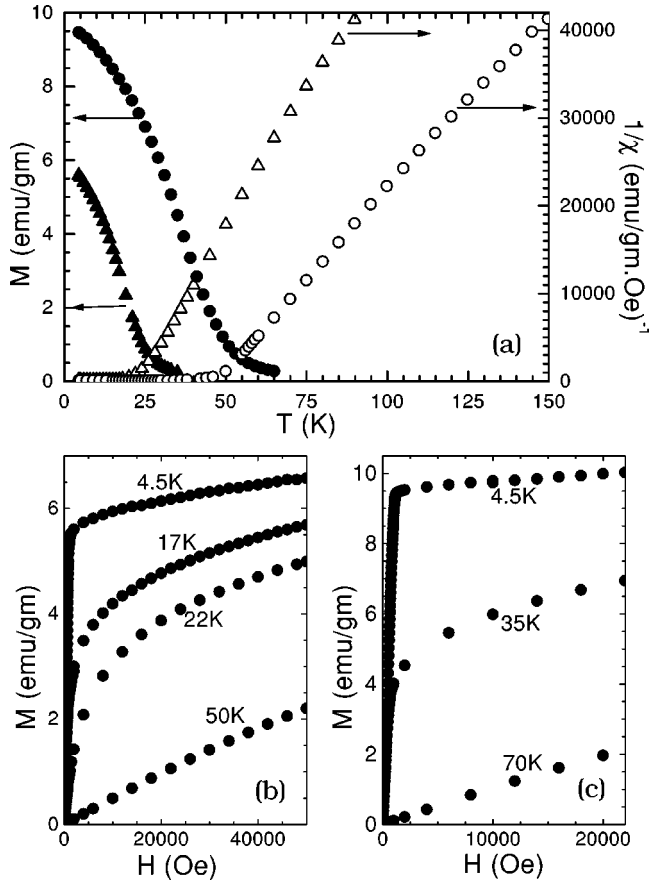 10
8
6
4
2
0
M (emu/gm)
40000
30000
20000
10000
0
1/χ (emu/gm.Oe)⁻¹
(a)
0 25 50 75 100 125 150
T (K)
6
4
2
0
M (emu/gm)
4.5K
17K
22K
50K
(b)
0 20000 40000
H (Oe)
10
8
6
4
2
0
M (emu/gm)
4.5K
35K
70K
(c)
0 10000 20000
H (Oe)